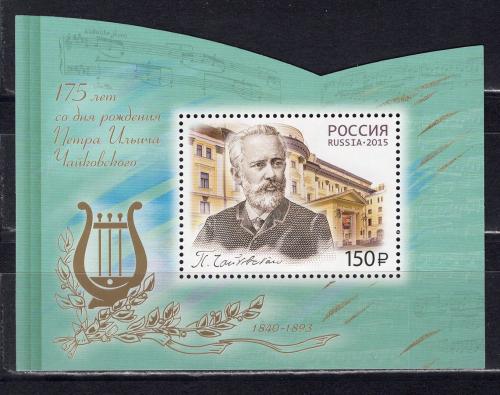 175 лет
со дня рождения
Петра Ильича
Чайковского
РОССИЯ
RUSSIA•2015
П. Чайковский
150₽
1840-1893